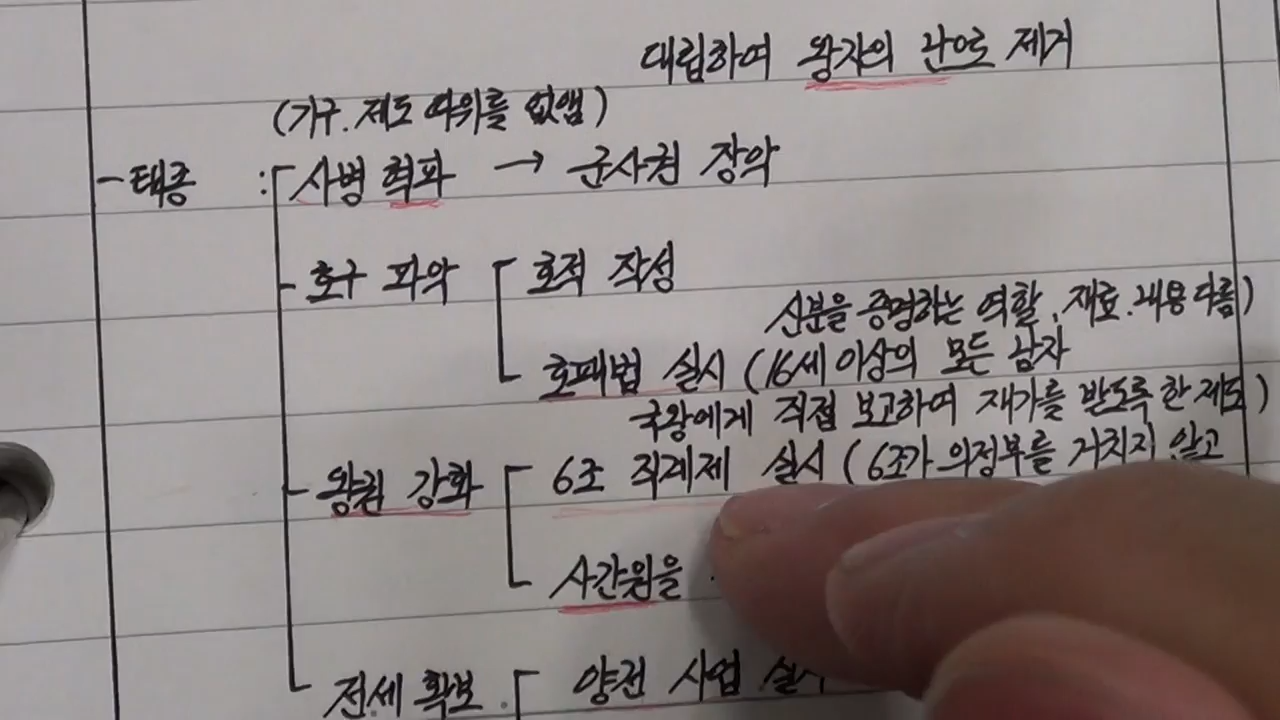 대립하여 왕자의 난으로 제거
(기구.제도 따위를 없앰)
-태종 : 사병 혁파 → 군사권 장악
호구 파악 호적 작성
신분을 증명하는 역할, 재료.내용 다름)
호패법 실시 (16세 이상의 모든 남자
국왕에게 직접 보고하여 재가를 받도록 한 제도)
왕권 강화 6조 직계제 실시 (6조가 의정부를 거치지 않고
사간원을
전세 확보 양전 사업 실시